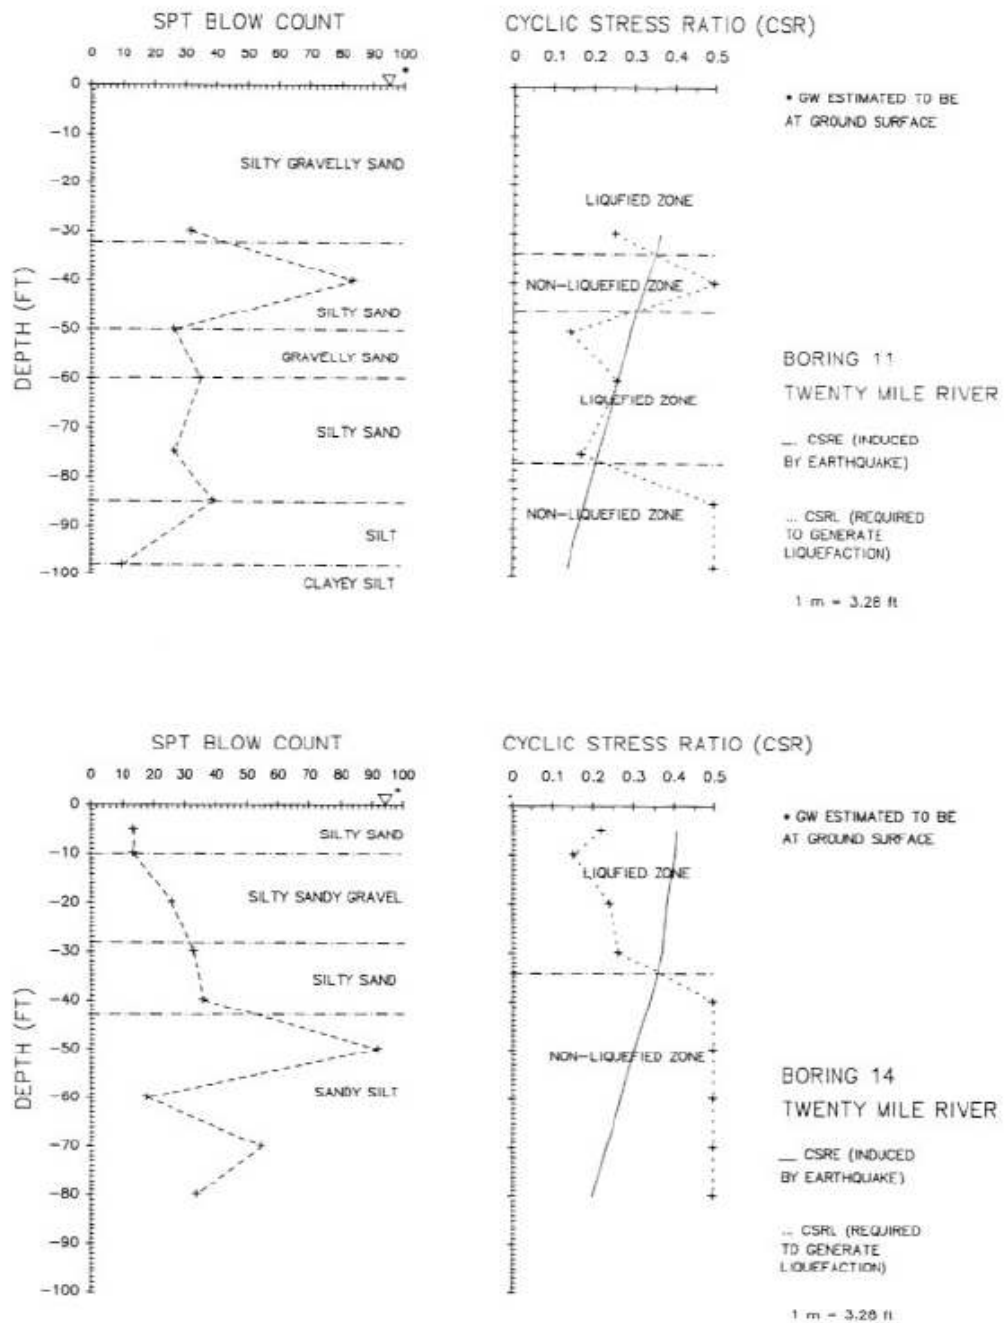 SPT BLOW COUNT
0 10 20 30 40 50 60 70 80 90 100
DEPTH (FT)
0
-10
-20
-30
-40
-50
-60
-70
-80
-90
-100
SILTY GRAVELLY SAND
SILTY SAND
GRAVELLY SAND
SILTY SAND
SILT
CLAYEY SILT
CYCLIC STRESS RATIO (CSR)
0 0.1 0.2 0.3 0.4 0.5
LIQUFIED ZONE
NON-LIQUEFIED ZONE
LIQUEFIED ZONE
NON-LIQUEFIED ZONE
* GW ESTIMATED TO BE
AT GROUND SURFACE
BORING 11
TWENTY MILE RIVER
__ CSRE (INDUCED
BY EARTHQUAKE)
... CSRL (REQUIRED
TO GENERATE
LIQUEFACTION)
1 m = 3.28 ft
SPT BLOW COUNT
0 10 20 30 40 50 60 70 80 90 100
DEPTH (FT)
0
-10
-20
-30
-40
-50
-60
-70
-80
-90
-100
SILTY SAND
SILTY SANDY GRAVEL
SILTY SAND
SANDY SILT
CYCLIC STRESS RATIO (CSR)
0 0.1 0.2 0.3 0.4 0.5
LIQUFIED ZONE
NON-LIQUEFIED ZONE
* GW ESTIMATED TO BE
AT GROUND SURFACE
BORING 14
TWENTY MILE RIVER
__ CSRE (INDUCED
BY EARTHQUAKE)
... CSRL (REQUIRED
TO GENERATE
LIQUEFACTION)
1 m = 3.28 ft